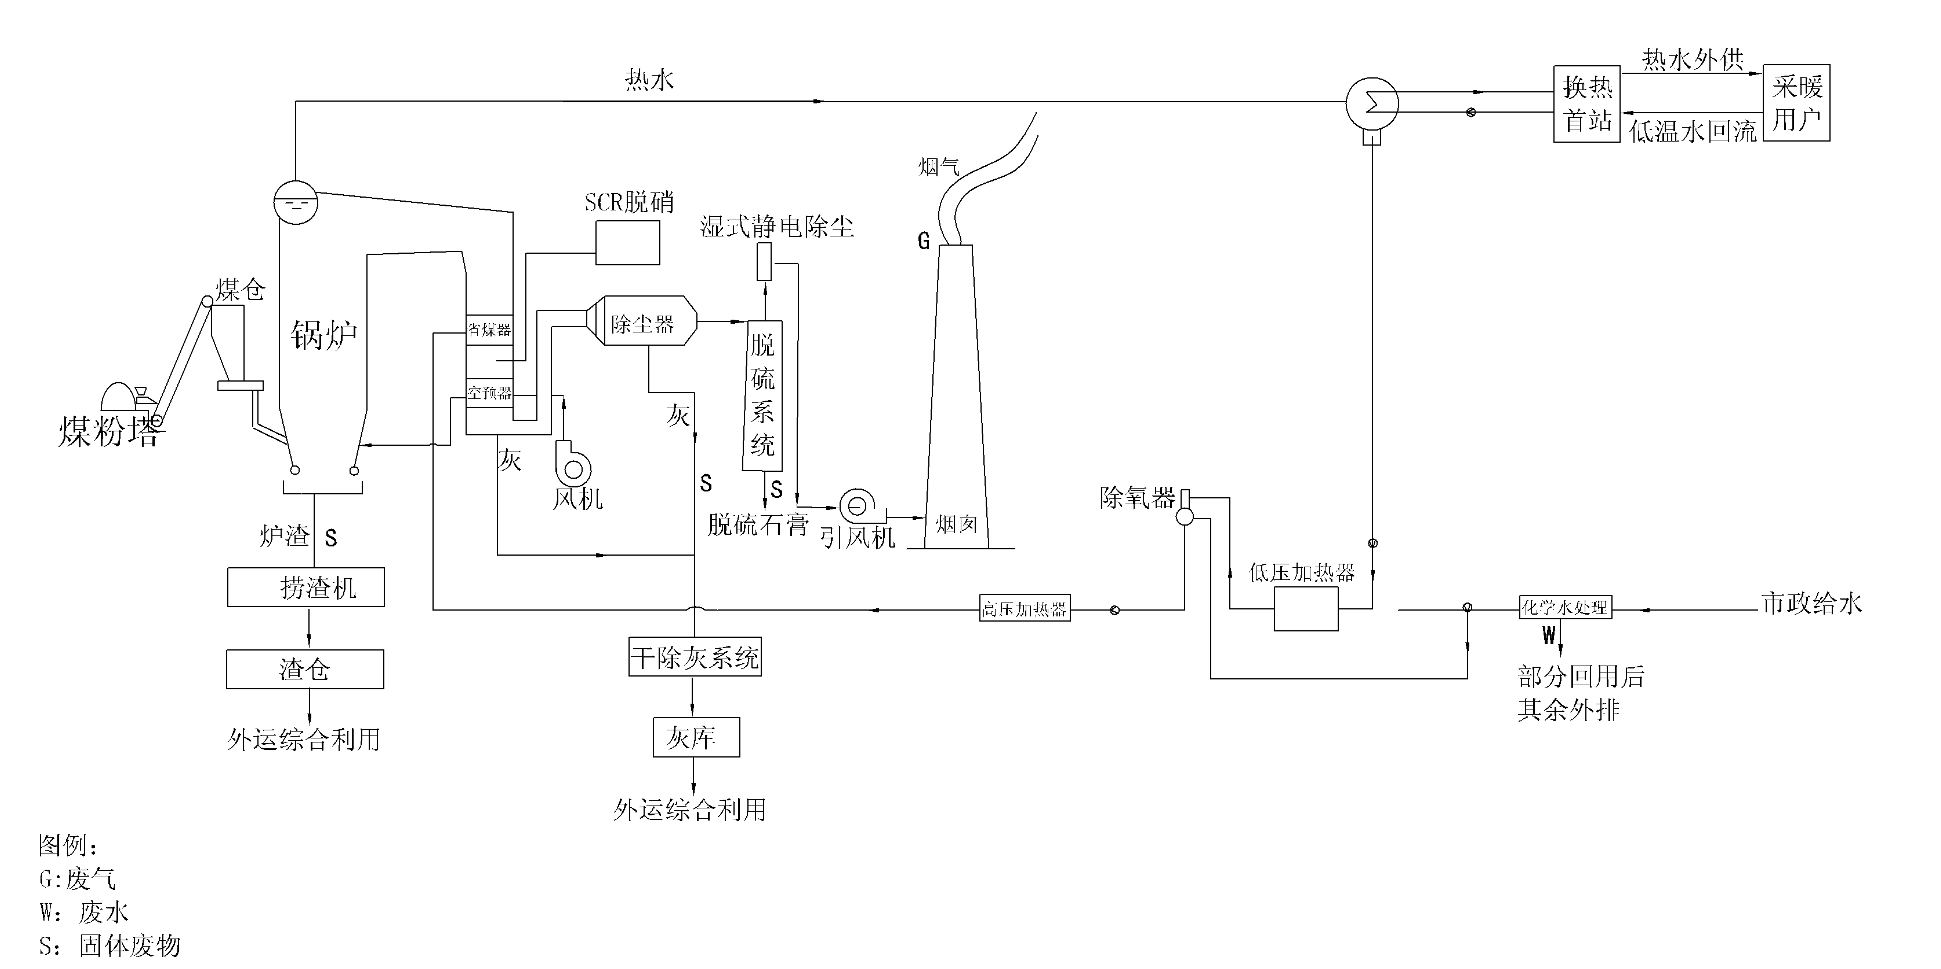 热水
热水外供
换热
首站
采暖
用户
低温水回流
烟气
SCR脱硝
湿式静电除尘
G
煤仓
锅炉
省煤器
除尘器
脱
硫
系
统
空预器
煤粉塔
灰
灰
风机
S
S
脱硫石膏
引风机
烟囱
除氧器
炉渣
S
捞渣机
低压加热器
高压加热器
化学水处理
市政给水
W
干除灰系统
渣仓
部分回用后
其余外排
外运综合利用
灰库
外运综合利用
图例：
G:废气
W：废水
S：固体废物